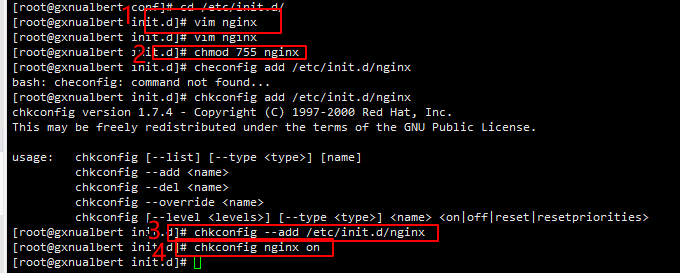 [root@gxnualbert conf]# cd /etc/init.d/
1 [root@gxnualbert init.d]# vim nginx
[root@gxnualbert init.d]# vim nginx
2 [root@gxnualbert init.d]# chmod 755 nginx
[root@gxnualbert init.d]# checonfig add /etc/init.d/nginx
bash: checonfig: command not found...
[root@gxnualbert init.d]# chkconfig add /etc/init.d/nginx
chkconfig version 1.7.4 - Copyright (C) 1997-2000 Red Hat, Inc.
This may be freely redistributed under the terms of the GNU Public License.
usage:   chkconfig [--list] [--type <type>] [name]
chkconfig --add <name>
chkconfig --del <name>
chkconfig --override <name>
chkconfig [--level <levels>] [--type <type>] <name> <on|off|reset|resetpriorities>
3 [root@gxnualbert init.d]# chkconfig --add /etc/init.d/nginx
4 [root@gxnualbert init.d]# chkconfig nginx on
[root@gxnualbert init.d]#